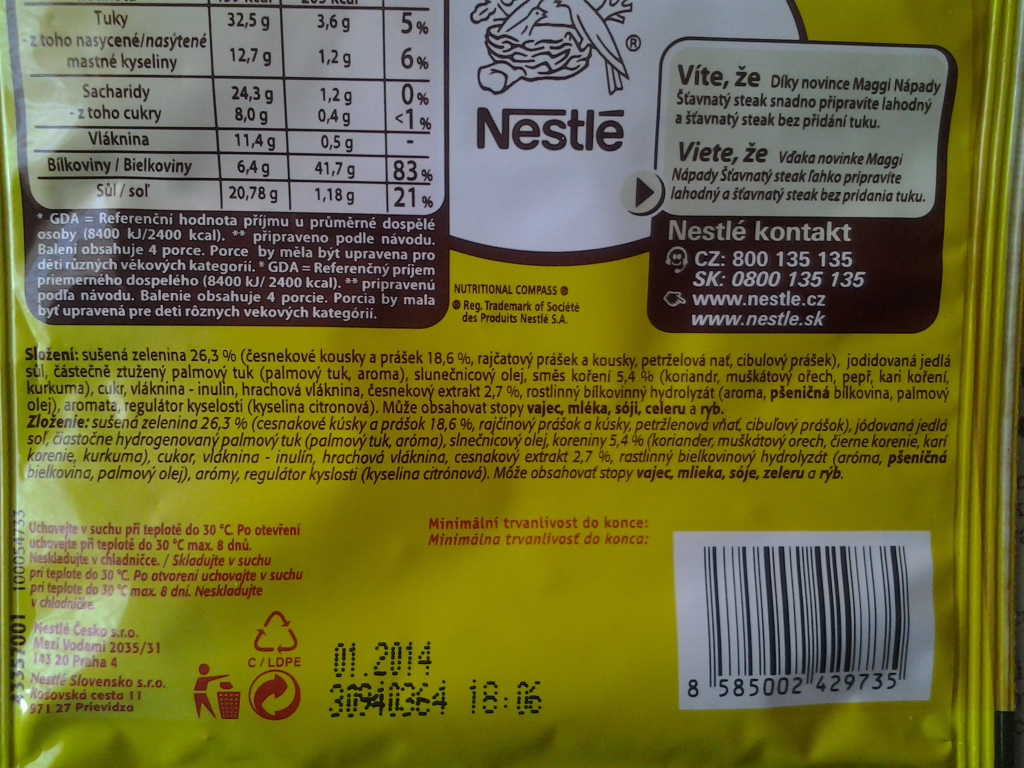 Tuky 32,5 g 3,6 g 5%
- z toho nasycené/nasýtené
mastné kyseliny 12,7 g 1,2 g 6%
Sacharidy 24,3 g 1,2 g 0%
- z toho cukry 8,0 g 0,4 g <1%
Vláknina 11,4 g 0,5 g -
Bílkoviny / Bielkoviny 6,4 g 41,7 g 83%
Sůl / soľ 20,78 g 1,18 g 21%
* GDA = Referenční hodnota příjmu u průměrné dospělé
osoby (8400 kJ/2400 kcal). ** připraveno podle návodu.
Balení obsahuje 4 porce. Porce by měla být upravena pro
děti různých věkových kategorií. * GDA = Referenčný príjem
priemerného dospelého (8400 kJ/ 2400 kcal). ** pripravenú
podľa návodu. Balenie obsahuje 4 porcie. Porcia by mala
byť upravená pre deti rôznych vekových kategórií.
®
Nestlé
NUTRITIONAL COMPASS ®
® Reg. Trademark of Société
des Produits Nestlé S.A.
Víte, že Díky novince Maggi Nápady
Šťavnatý steak snadno připravíte lahodný
a šťavnatý steak bez přidání tuku.
Viete, že Vďaka novinke Maggi
Nápady Šťavnatý steak ľahko pripravíte
lahodný a šťavnatý steak bez pridania tuku.
Nestlé kontakt
CZ: 800 135 135
SK: 0800 135 135
www.nestle.cz
www.nestle.sk
Složení: sušená zelenina 26,3 % (česnekové kousky a prášek 18,6 %, rajčatový prášek a kousky, petrželová nať, cibulový prášek), jodidovaná jedlá
sůl, částečně ztužený palmový tuk (palmový tuk, aroma), slunečnicový olej, směs koření 5,4 % (koriandr, muškátový ořech, pepř, kari koření,
kurkuma), cukr, vláknina - inulin, hrachová vláknina, česnekový extrakt 2,7 %, rostlinný bílkovinný hydrolyzát (aroma, pšeničná bílkovina, palmový
olej), aromata, regulátor kyselosti (kyselina citronová). Může obsahovat stopy vajec, mléka, sóji, celeru a ryb.
Zloženie: sušená zelenina 26,3 % (cesnakové kúsky a prášok 18,6 %, rajčinový prášok a kúsky, petržlenová vňať, cibuľový prášok), jódovaná jedlá
soľ, čiastočne hydrogenovaný palmový tuk (palmový tuk, aróma), slnečnicový olej, koreniny 5,4 % (koriander, muškátový orech, čierne korenie, karí
korenie, kurkuma), cukor, vláknina - inulín, hrachová vláknina, cesnakový extrakt 2,7 %, rastlinný bielkovinový hydrolyzát (aróma, pšeničná
bielkovina, palmový olej), arómy, regulátor kyslosti (kyselina citrónová). Môže obsahovať stopy vajec, mlieka, sóje, zeleru a rýb.
Uchovejte v suchu při teplotě do 30 °C. Po otevření
uchovejte při teplotě do 30 °C max. 8 dnů.
Neskladujte v chladničce. / Skladujte v suchu
pri teplote do 30 °C. Po otvorení uchovajte v suchu
pri teplote do 30 °C max. 8 dní. Neskladujte
v chladničke.
Minimální trvanlivost do konce:
Minimálna trvanlivosť do konca:
Nestlé Česko s.r.o.
Mezi Vodami 2035/31
143 20 Praha 4
Nestlé Slovensko s.r.o.
Košovská cesta 11
971 27 Prievidza
C / LDPE
01.2014
18:06
8 585002 429735